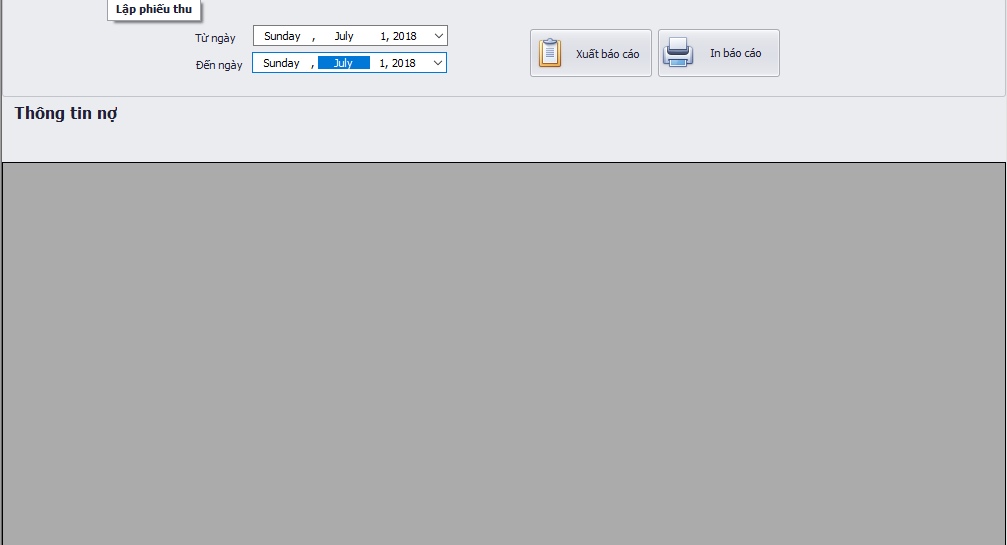 Lập phiếu thu
Từ ngày
Sunday , July 1, 2018
Đến ngày
Sunday , July 1, 2018
Xuất báo cáo
In báo cáo
Thông tin nợ